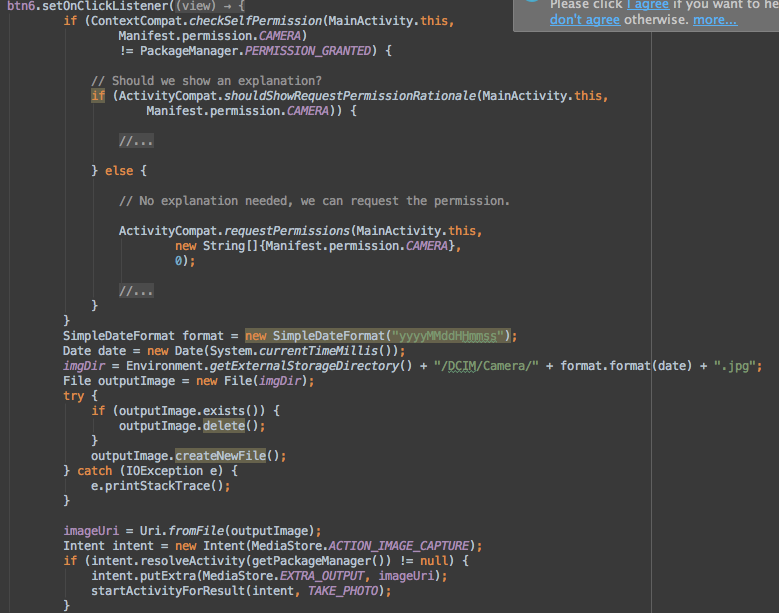 btn6.setOnClickListener((view) → {
if (ContextCompat.checkSelfPermission(MainActivity.this,
Manifest.permission.CAMERA)
!= PackageManager.PERMISSION_GRANTED) {
// Should we show an explanation?
if (ActivityCompat.shouldShowRequestPermissionRationale(MainActivity.this,
Manifest.permission.CAMERA)) {
//...
} else {
// No explanation needed, we can request the permission.
ActivityCompat.requestPermissions(MainActivity.this,
new String[]{Manifest.permission.CAMERA},
0);
//...
}
}
SimpleDateFormat format = new SimpleDateFormat("yyyyMMddHHmmss");
Date date = new Date(System.currentTimeMillis());
imgDir = Environment.getExternalStorageDirectory() + "/DCIM/Camera/" + format.format(date) + ".jpg";
File outputImage = new File(imgDir);
try {
if (outputImage.exists()) {
outputImage.delete();
}
outputImage.createNewFile();
} catch (IOException e) {
e.printStackTrace();
}
imageUri = Uri.fromFile(outputImage);
Intent intent = new Intent(MediaStore.ACTION_IMAGE_CAPTURE);
if (intent.resolveActivity(getPackageManager()) != null) {
intent.putExtra(MediaStore.EXTRA_OUTPUT, imageUri);
startActivityForResult(intent, TAKE_PHOTO);
}
Please click I agree if you want to he
don't agree otherwise. more...